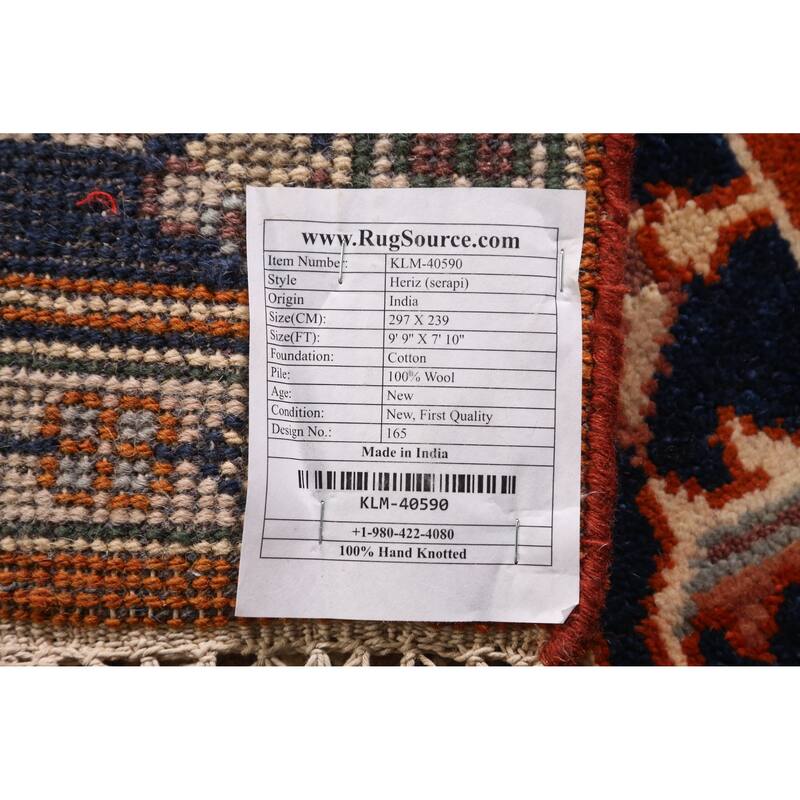 www.RugSource.com
Item Number: KLM-40590
Style Heriz (serapi)
Origin India
Size(CM): 297 X 239
Size(FT): 9' 9" X 7' 10"
Foundation: Cotton
Pile: 100% Wool
Age: New
Condition: New, First Quality
Design No.: 165
Made in India
KLM-40590
+1-980-422-4080
100% Hand Knotted